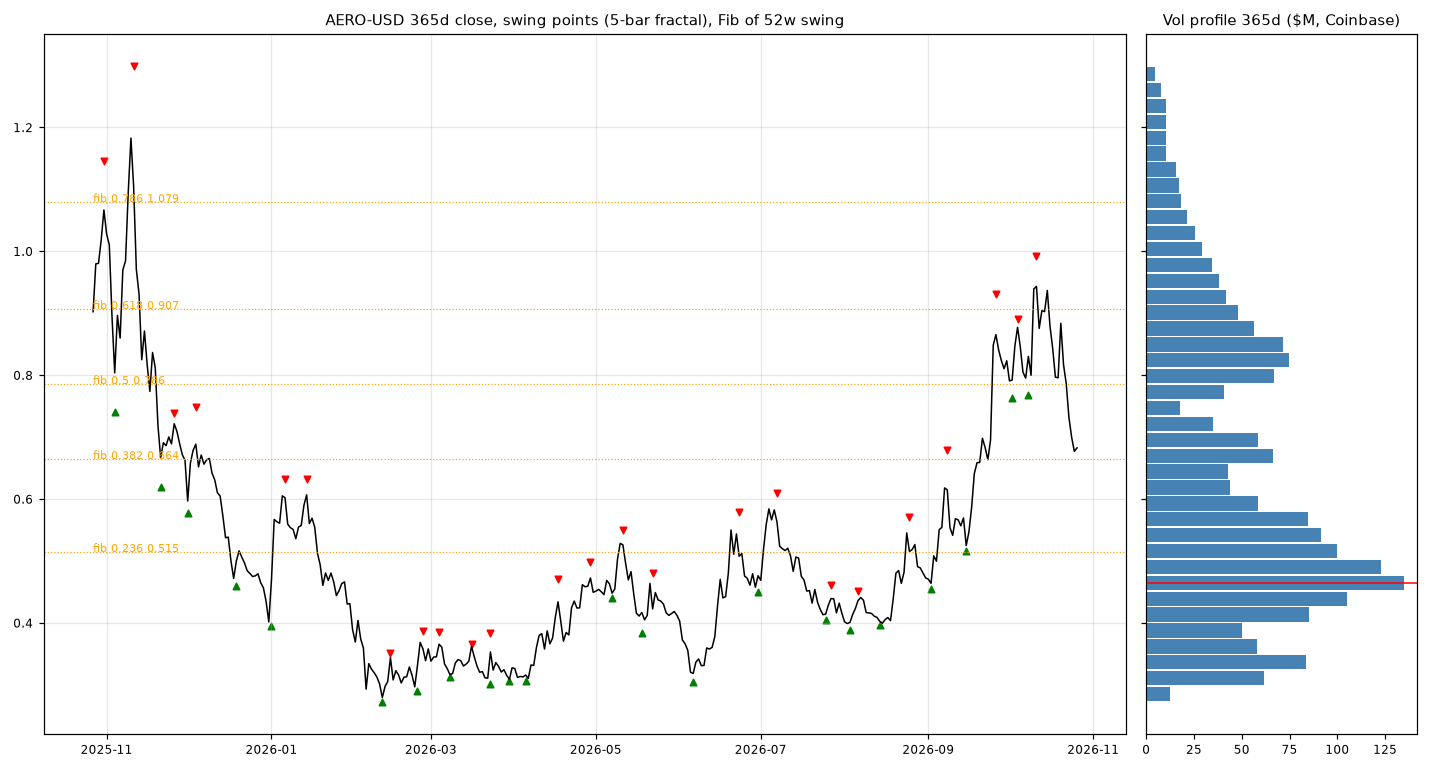 AERO-USD 365d close, swing points (5-bar fractal), Fib of 52w swing
Vol profile 365d ($M, Coinbase)
1.2
1.0
0.8
0.6
0.4
fib 0.786 1.079
fib 0.618 0.907
fib 0.5 0.786
fib 0.382 0.664
fib 0.236 0.515
2025-11
2026-01
2026-03
2026-05
2026-07
2026-09
2026-11
0
25
50
75
100
125